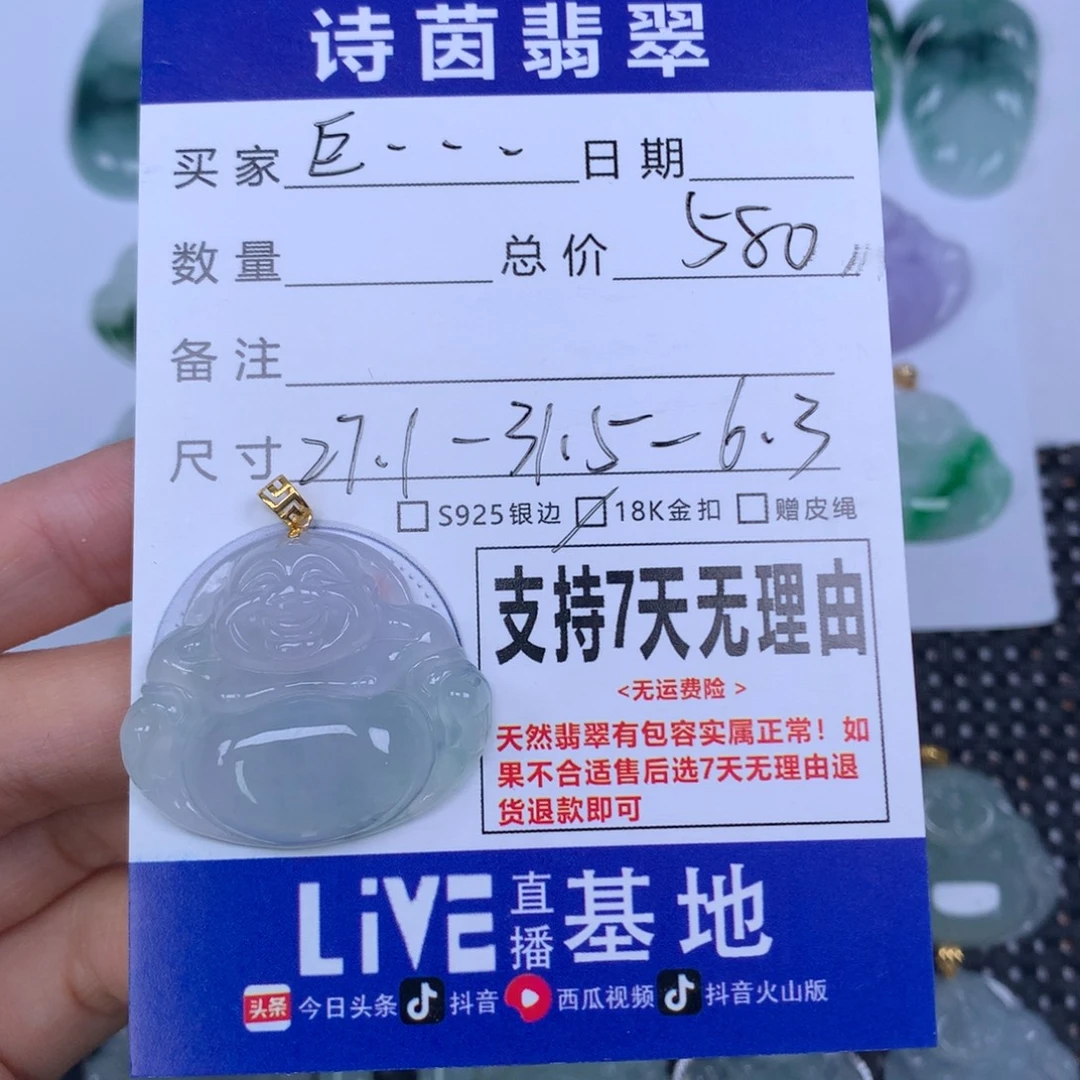 诗茵翡翠
买家 巨--- 日期
数量 总价 580
备注
尺寸 27.1-31.5-6.3
S925银边 18K金扣 赠皮绳
支持7天无理由
<无运费险>
天然翡翠有包容实属正常！如
果不合适售后选7天无理由退
货退款即可
LiVE 直播 基地
头条 今日头条 抖音 西瓜视频 抖音火山版